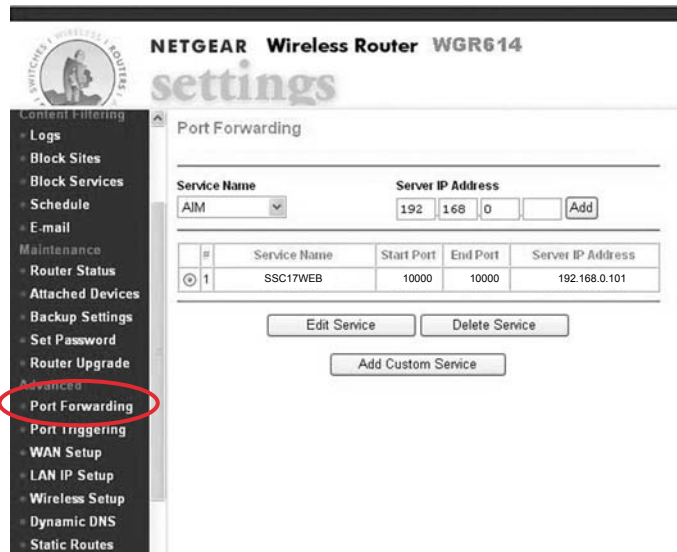 SWITCHES WIRELESS ROUTERS
NETGEAR Wireless Router WGR614
settings
Content Filtering
Logs
Block Sites
Block Services
Schedule
E-mail
Maintenance
Router Status
Attached Devices
Backup Settings
Set Password
Router Upgrade
Advanced
Port Forwarding
Port Triggering
WAN Setup
LAN IP Setup
Wireless Setup
Dynamic DNS
Static Routes
Port Forwarding
Service Name Server IP Address
AIM 192 . 168 . 0 . Add
# Service Name Start Port End Port Server IP Address
1 SSC17WEB 10000 10000 192.168.0.101
Edit Service Delete Service
Add Custom Service